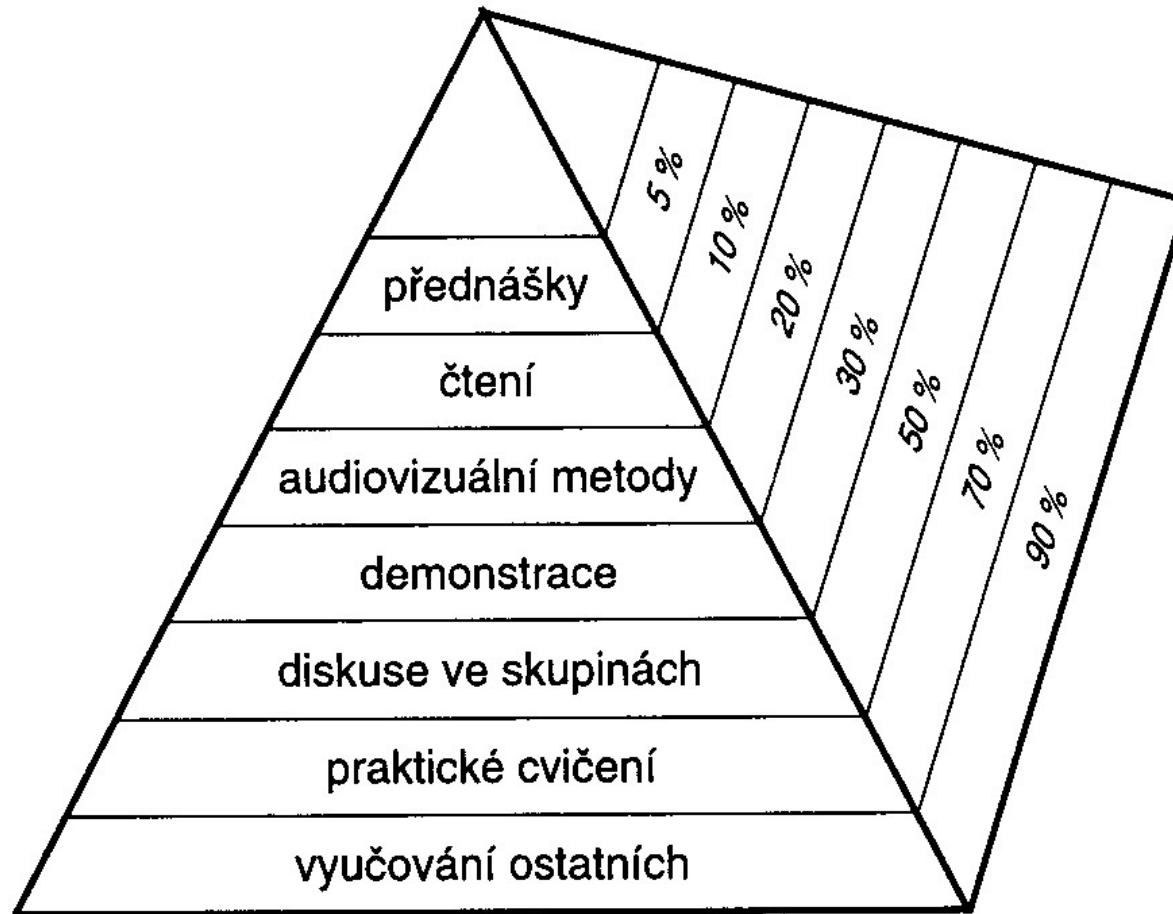 přednášky
čtení
audiovizuální metody
demonstrace
diskuse ve skupinách
praktické cvičení
vyučování ostatních
5 %
10 %
20 %
30 %
50 %
70 %
90 %